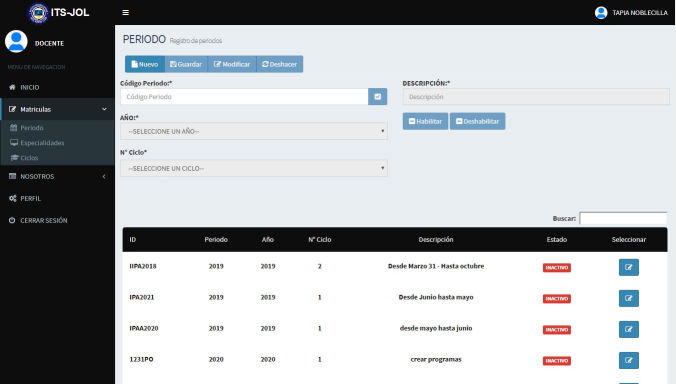 ITS-JOL
TAPIA NOBLECILLA
DOCENTE
MENU DE NAVEGACION
INICIO
Matriculas
Periodo
Especialidades
Ciclos
NOSOTROS
PERFIL
CERRAR SESIÓN
PERIODO Registro de periodos
Nuevo Guardar Modificar Deshacer
Código Periodo:* DESCRIPCIÓN:*
Código Periodo Descripción
AÑO:* Habilitar Deshabilitar
--SELECCIONE UN AÑO--
N° Ciclo*
--SELECCIONE UN CICLO--
Buscar:
ID Periodo Año N° Ciclo Descripción Estado Seleccionar
IIPA2018 2019 2019 2 Desde Marzo 31 - Hasta octubre INACTIVO
IPA2021 2019 2019 1 Desde Junio hasta mayo INACTIVO
IPAA2020 2019 2019 1 desde mayo hasta junio INACTIVO
1231PO 2020 2020 1 crear programas INACTIVO